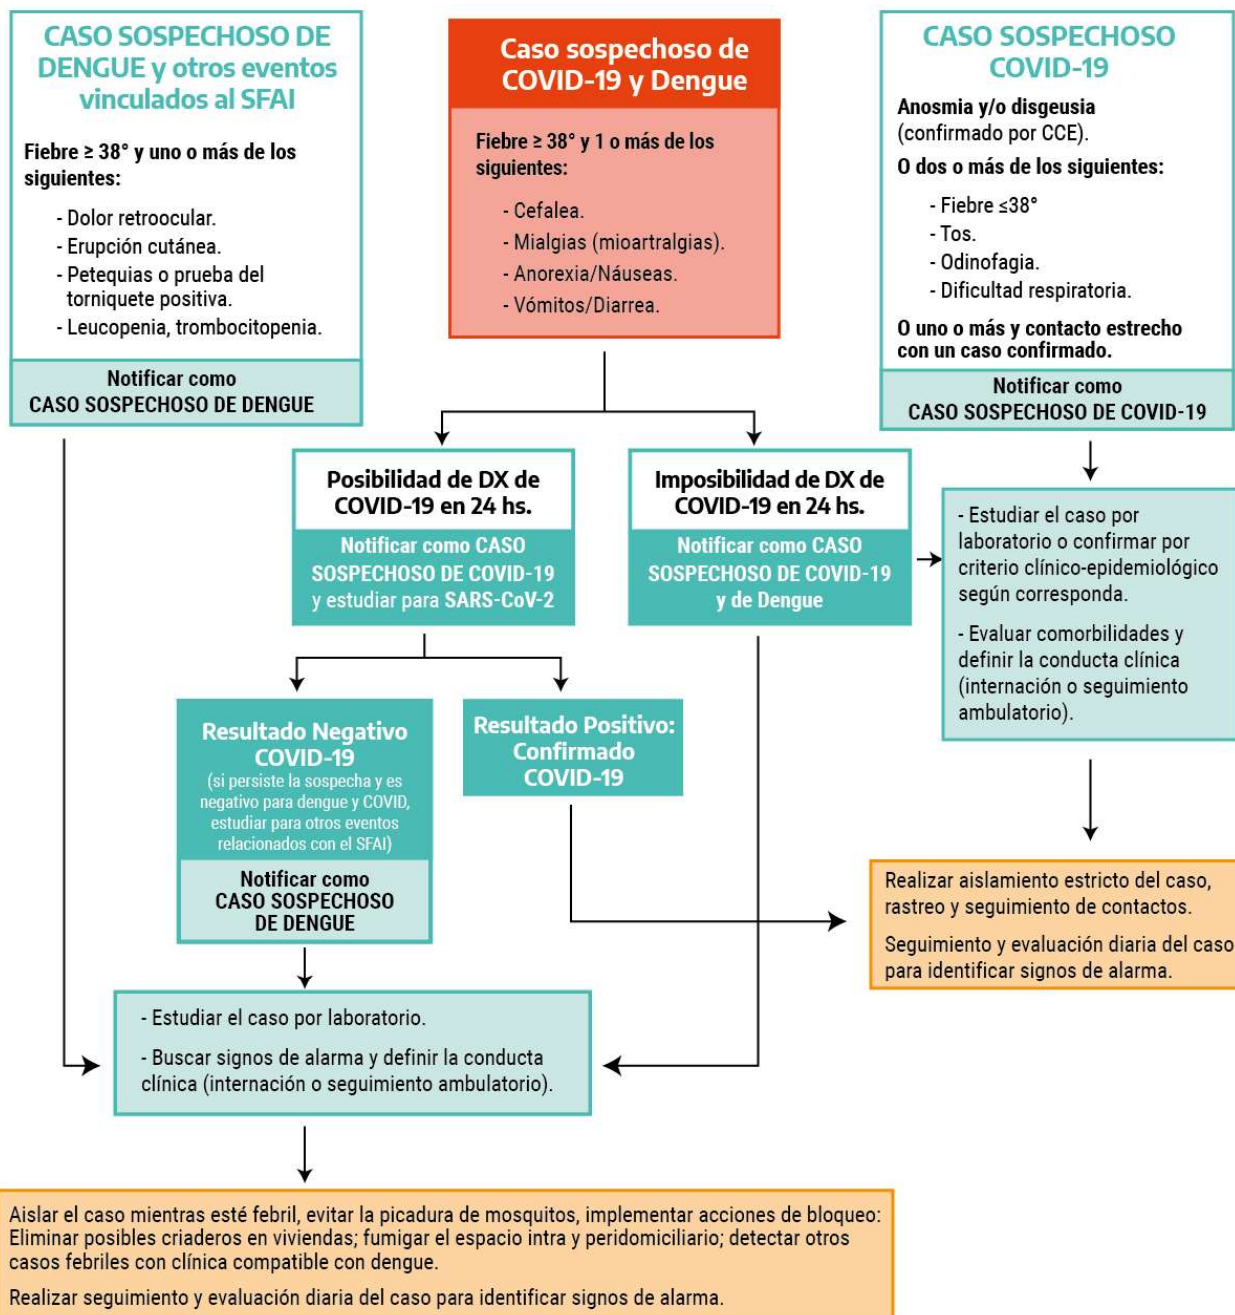 CASO SOSPECHOSO DE
DENGUE y otros eventos
vinculados al SFAI
Fiebre ≥ 38° y uno o más de los
siguientes:
- Dolor retroocular.
- Erupción cutánea.
- Petequias o prueba del
torniquete positiva.
- Leucopenia, trombocitopenia.
Notificar como
CASO SOSPECHOSO DE DENGUE
Caso sospechoso de
COVID-19 y Dengue
Fiebre ≥ 38° y 1 o más de los
siguientes:
- Cefalea.
- Mialgias (mioartralgias).
- Anorexia/Náuseas.
- Vómitos/Diarrea.
CASO SOSPECHOSO
COVID-19
Anosmia y/o disgeusia
(confirmado por CCE).
O dos o más de los siguientes:
- Fiebre ≤38°
- Tos.
- Odinofagia.
- Dificultad respiratoria.
O uno o más y contacto estrecho
con un caso confirmado.
Notificar como
CASO SOSPECHOSO DE COVID-19
Posibilidad de DX de
COVID-19 en 24 hs.
Notificar como CASO
SOSPECHOSO DE COVID-19
y estudiar para SARS-CoV-2
Imposibilidad de DX de
COVID-19 en 24 hs.
Notificar como CASO
SOSPECHOSO DE COVID-19
y de Dengue
- Estudiar el caso por
laboratorio o confirmar por
criterio clínico-epidemiológico
según corresponda.
- Evaluar comorbilidades y
definir la conducta clínica
(internación o seguimiento
ambulatorio).
Resultado Negativo
COVID-19
(si persiste la sospecha y es
negativo para dengue y COVID,
estudiar para otros eventos
relacionados con el SFAI)
Notificar como
CASO SOSPECHOSO
DE DENGUE
Resultado Positivo:
Confirmado
COVID-19
Realizar aislamiento estricto del caso,
rastreo y seguimiento de contactos.
Seguimiento y evaluación diaria del caso
para identificar signos de alarma.
- Estudiar el caso por laboratorio.
- Buscar signos de alarma y definir la conducta
clínica (internación o seguimiento ambulatorio).
Aislar el caso mientras esté febril, evitar la picadura de mosquitos, implementar acciones de bloqueo:
Eliminar posibles criaderos en viviendas; fumigar el espacio intra y peridomiciliario; detectar otros
casos febriles con clínica compatible con dengue.
Realizar seguimiento y evaluación diaria del caso para identificar signos de alarma.